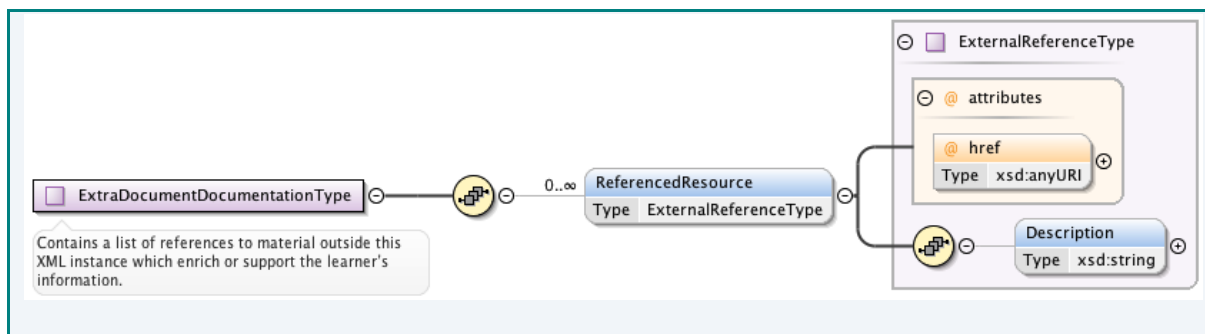 ExternalReferenceType
@ attributes
@ href
Type xsd:anyURI
ExtraDocumentDocumentationType
0..∞
ReferencedResource
Type ExternalReferenceType
Contains a list of references to material outside this
XML instance which enrich or support the learner's
information.
Description
Type xsd:string